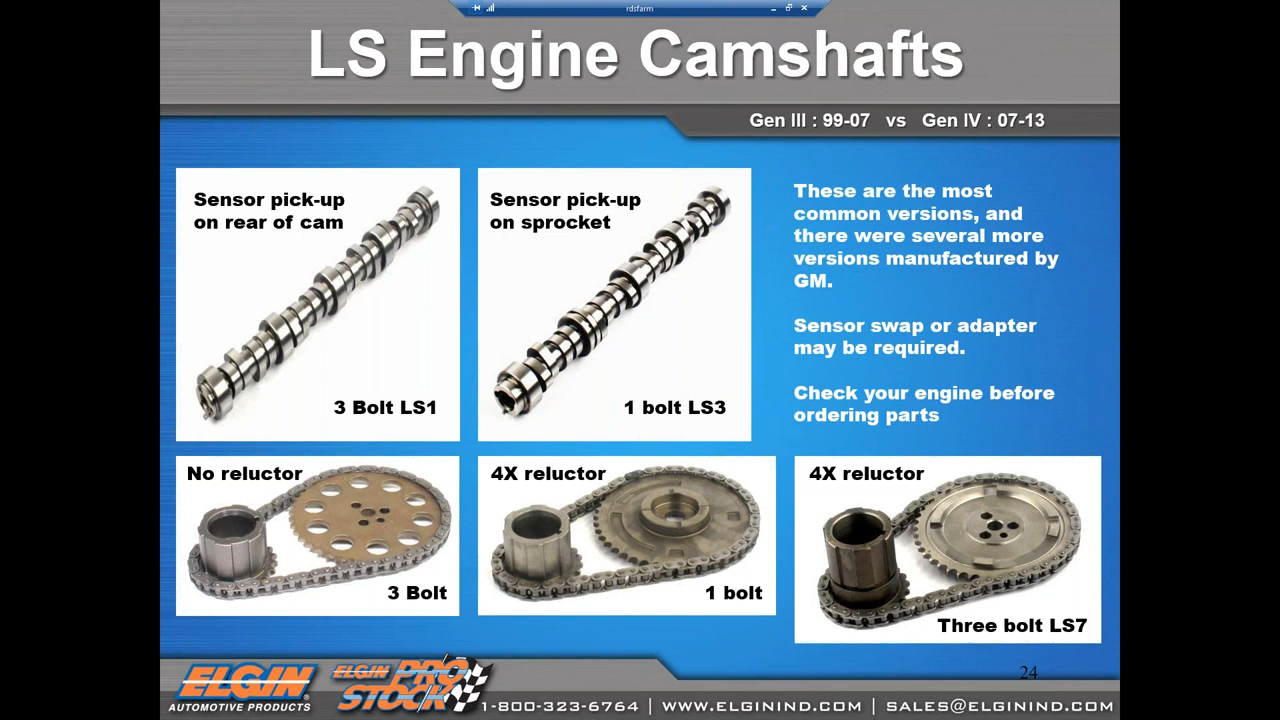 rdsfarm
LS Engine Camshafts
Gen III : 99-07 vs Gen IV : 07-13
Sensor pick-up
on rear of cam
3 Bolt LS1
Sensor pick-up
on sprocket
1 bolt LS3
These are the most
common versions, and
there were several more
versions manufactured by
GM.
Sensor swap or adapter
may be required.
Check your engine before
ordering parts
No reluctor
3 Bolt
4X reluctor
1 bolt
4X reluctor
Three bolt LS7
24
ELGIN®
AUTOMOTIVE PRODUCTS
ELGIN PRO
STOCK
1-800-323-6764 | WWW.ELGININD.COM | SALES@ELGININD.COM